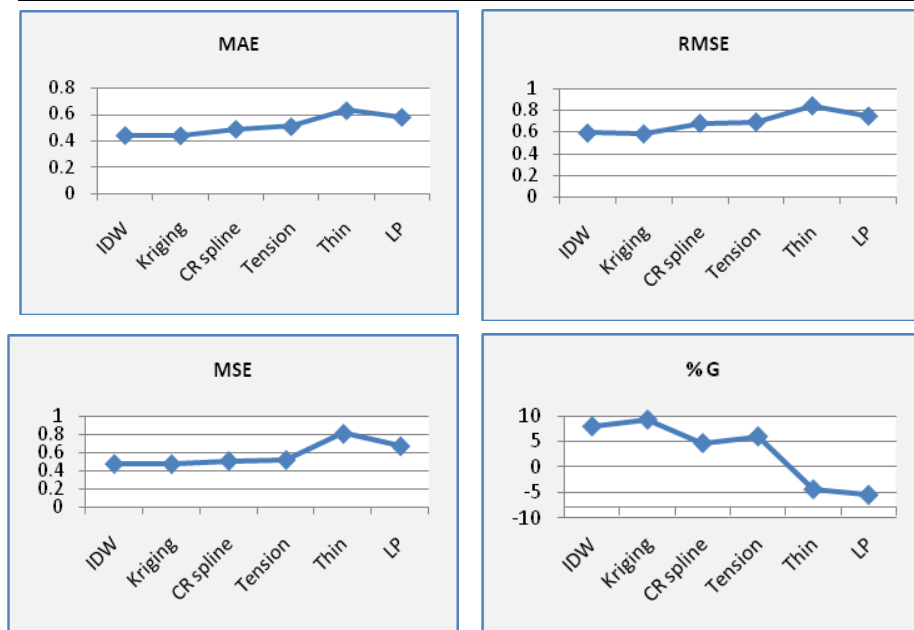 MAE
0.8
0.6
0.4
0.2
0
IDW
Kriging
CR spline
Tension
Thin
LP
RMSE
1
0.8
0.6
0.4
0.2
0
IDW
Kriging
CR spline
Tension
Thin
LP
MSE
1
0.8
0.6
0.4
0.2
0
IDW
Kriging
CR spline
Tension
Thin
LP
% G
10
5
0
-5
-10
IDW
Kriging
CR spline
Tension
Thin
LP